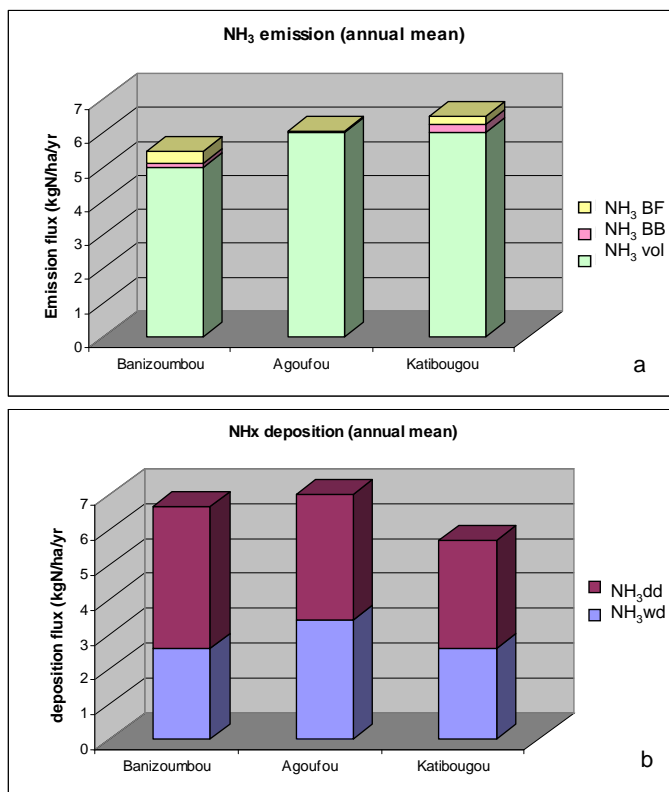 NH₃ emission (annual mean)
Emission flux (kgN/ha/yr)
7
6
5
4
3
2
1
0
Banizoumbou Agoufou Katibougou
NH₃ BF
NH₃ BB
NH₃ vol
a
NHx deposition (annual mean)
deposition flux (kgN/ha/yr)
7
6
5
4
3
2
1
0
Banizoumbou Agoufou Katibougou
NH₃dd
NH₃wd
b